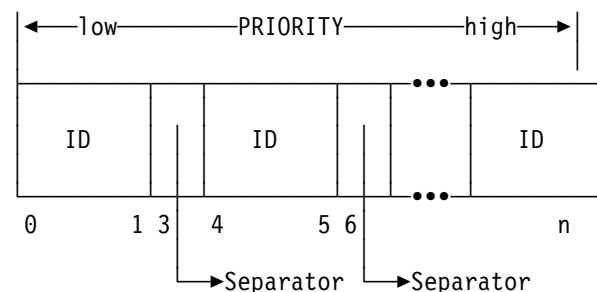 low PRIORITY high
ID ID ID
0 1 3 4 5 6 n
Separator Separator